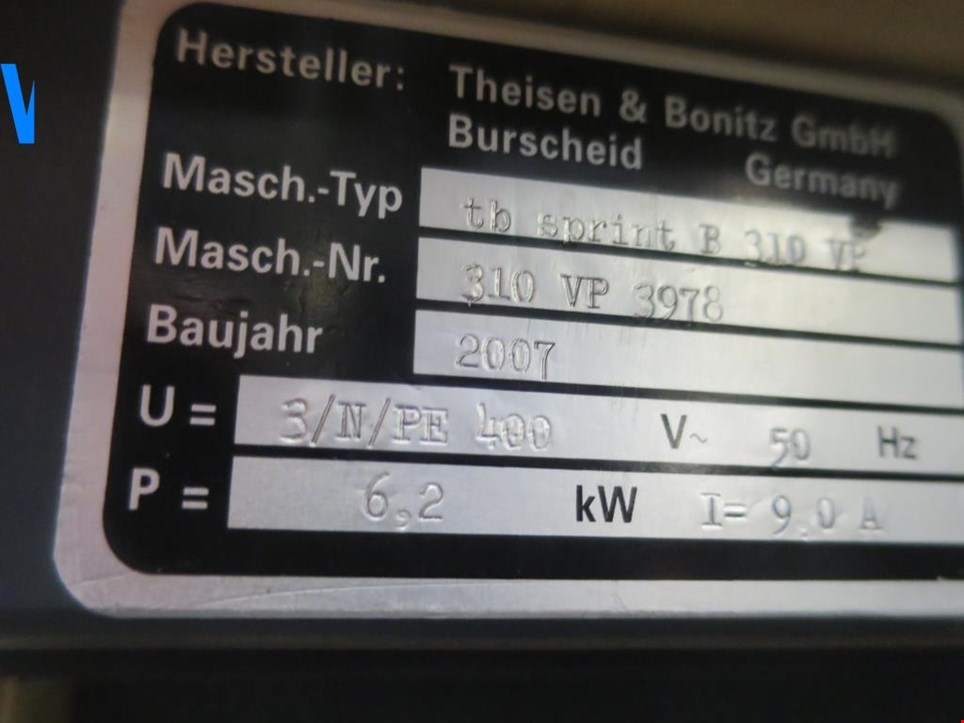 Hersteller: Theisen & Bonitz GmbH
Burscheid Germany
Masch.-Typ tb sprint B 310 VP
Masch.-Nr. 310 VP 3978
Baujahr 2007
U = 3/N/PE 400 V~ 50 Hz
P = 6,2 kW I= 9,0 A